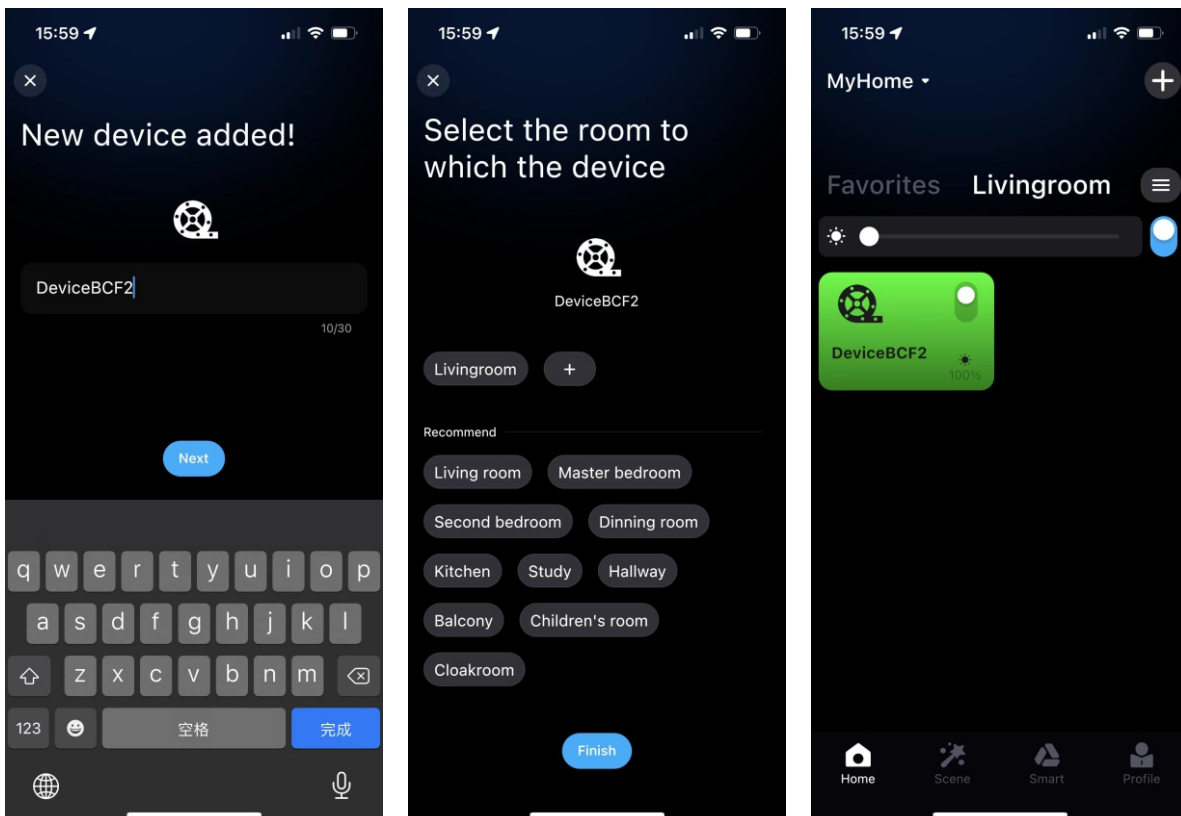 15:59
New device added!
DeviceBCF2
10/30
Next
q w e r t y u i o p
a s d f g h j k l
z x c v b n m
123 空格 完成
15:59
Select the room to
which the device
DeviceBCF2
Livingroom +
Recommend
Living room Master bedroom
Second bedroom Dinning room
Kitchen Study Hallway
Balcony Children's room
Cloakroom
Finish
15:59
MyHome
Favorites Livingroom
DeviceBCF2
100%
Home Scene Smart Profile